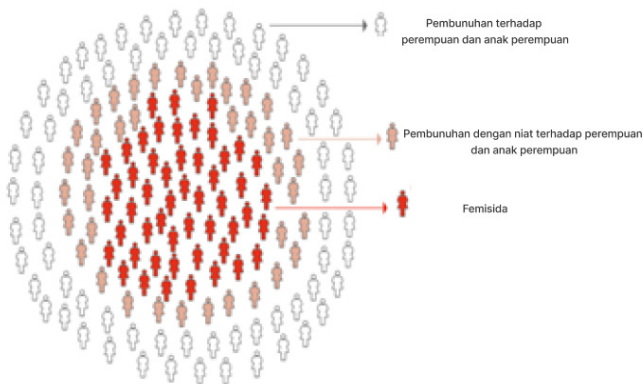 Pembunuhan terhadap
perempuan dan anak perempuan
Pembunuhan dengan niat terhadap perempuan
dan anak perempuan
Femisida